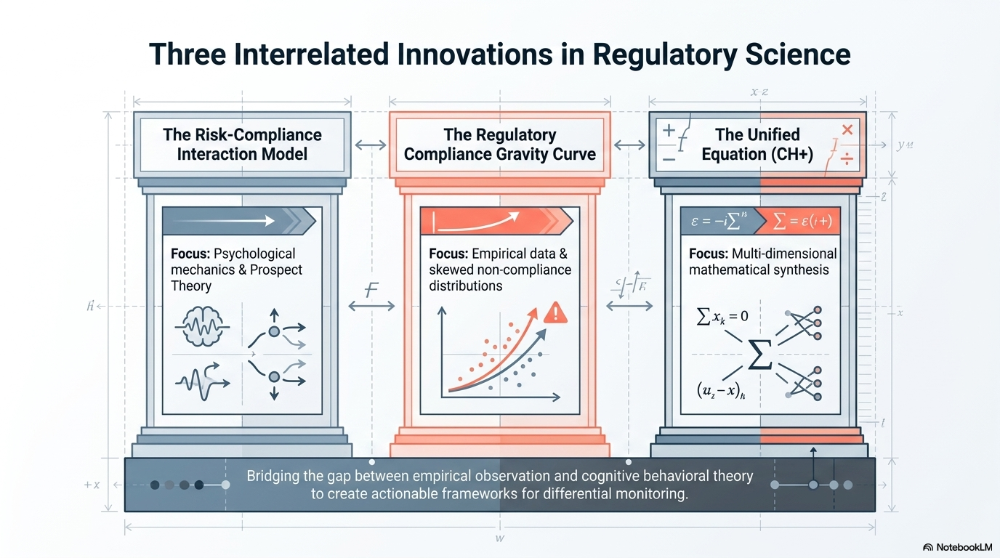 Three Interrelated Innovations in Regulatory Science
x-z
The Risk-Compliance
Interaction Model
The Regulatory
Compliance Gravity Curve
The Unified
Equation (CH+)
+
−
×
÷
Focus: Psychological
mechanics & Prospect
Theory
Focus: Empirical data &
skewed non-compliance
distributions
Focus: Multi-dimensional
mathematical synthesis
F
∑ x_k = 0
∑
(u_z − x)_h
x
+x
Bridging the gap between empirical observation and cognitive behavioral theory
to create actionable frameworks for differential monitoring.
w
NotebookLM